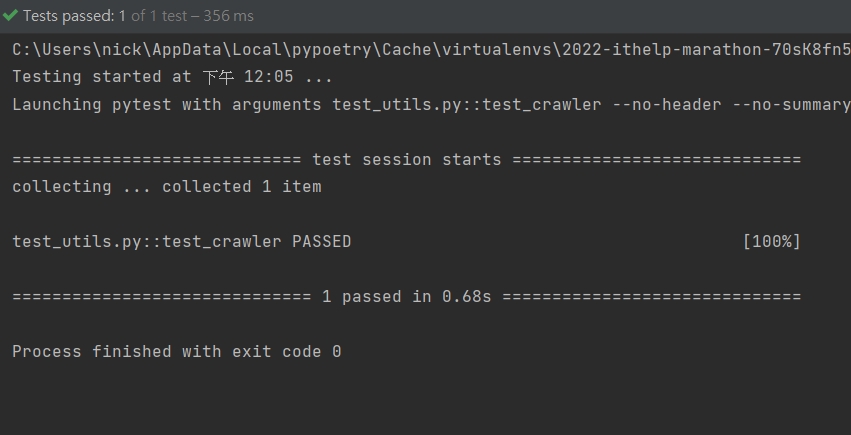 Tests passed: 1 of 1 test – 356 ms
C:\Users\nick\AppData\Local\pypoetry\Cache\virtualenvs\2022-ithelp-marathon-70sK8fn5
Testing started at 下午 12:05 ...
Launching pytest with arguments test_utils.py::test_crawler --no-header --no-summary
============================= test session starts =============================
collecting ... collected 1 item
test_utils.py::test_crawler PASSED [100%]
============================== 1 passed in 0.68s ==============================
Process finished with exit code 0